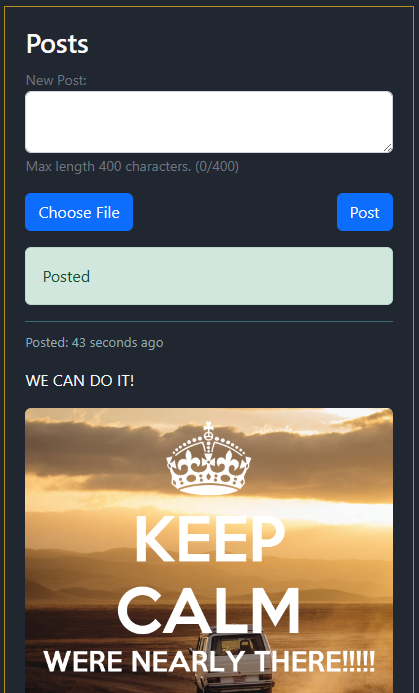 Posts
New Post:
Max length 400 characters. (0/400)
Choose File
Post
Posted
Posted: 43 seconds ago
WE CAN DO IT!
KEEP
CALM
WERE NEARLY THERE!!!!!